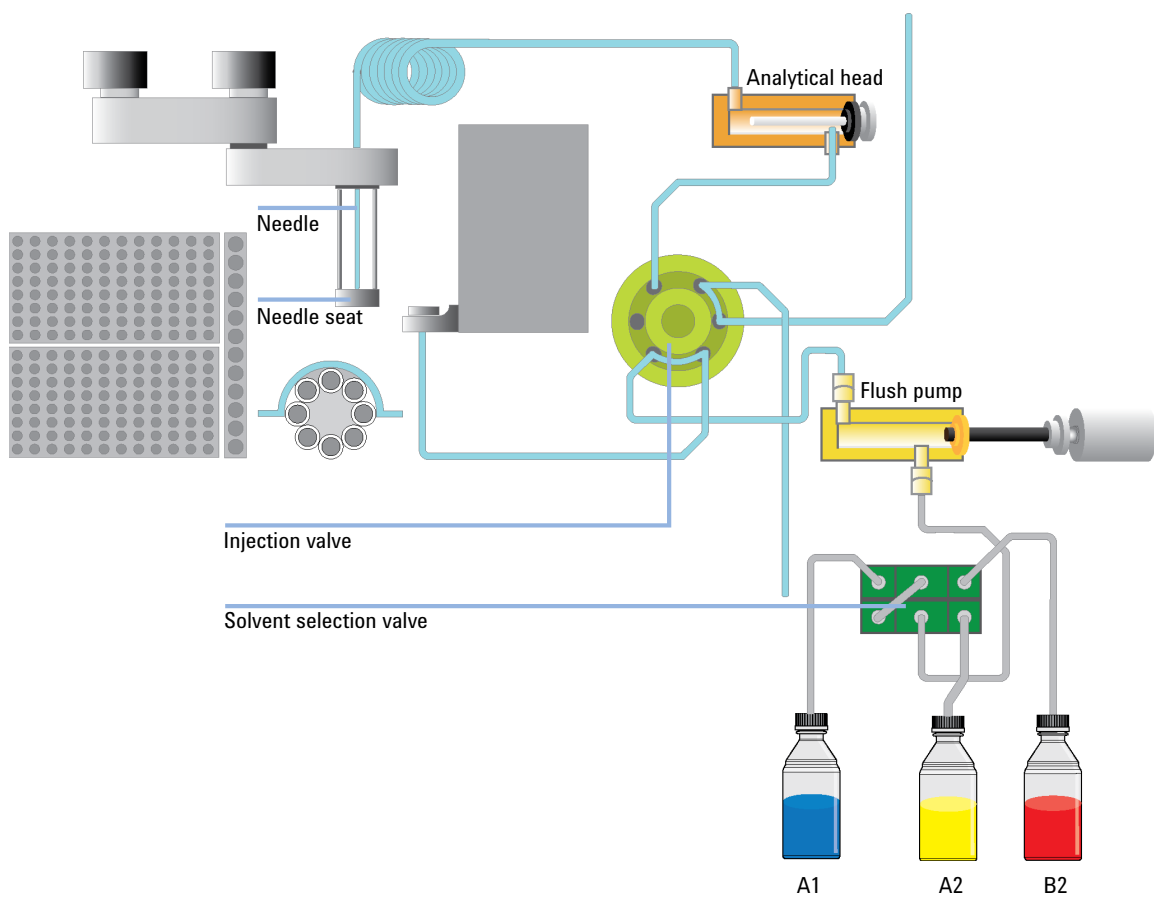 Analytical head
Needle
Needle seat
Flush pump
Injection valve
Solvent selection valve
A1
A2
B2